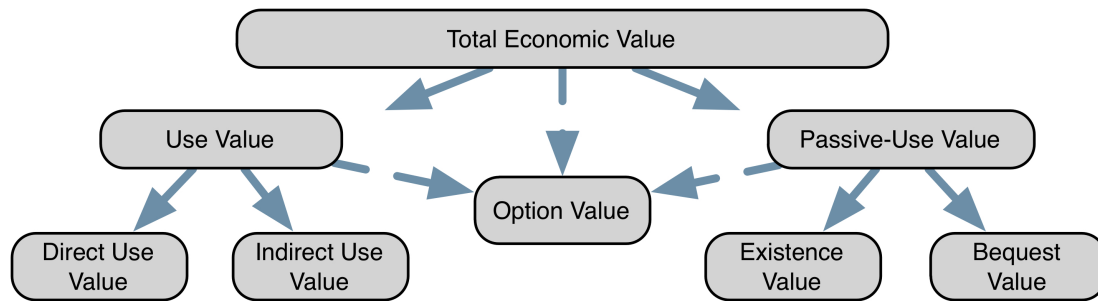 Total Economic Value
Use Value
Passive-Use Value
Option Value
Direct Use
Value
Indirect Use
Value
Existence
Value
Bequest
Value